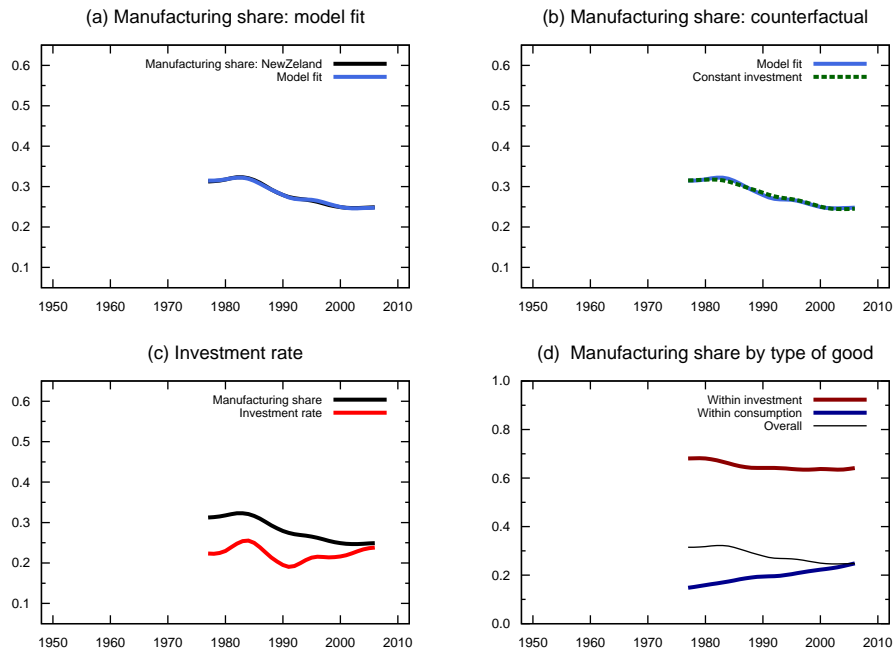 (a) Manufacturing share: model fit
Manufacturing share: NewZeland
Model fit
0.6
0.5
0.4
0.3
0.2
0.1
1950 1960 1970 1980 1990 2000 2010
(b) Manufacturing share: counterfactual
Model fit
Constant investment
0.6
0.5
0.4
0.3
0.2
0.1
1950 1960 1970 1980 1990 2000 2010
(c) Investment rate
Manufacturing share
Investment rate
0.6
0.5
0.4
0.3
0.2
0.1
1950 1960 1970 1980 1990 2000 2010
(d) Manufacturing share by type of good
Within investment
Within consumption
Overall
1.0
0.8
0.6
0.4
0.2
0.0
1950 1960 1970 1980 1990 2000 2010